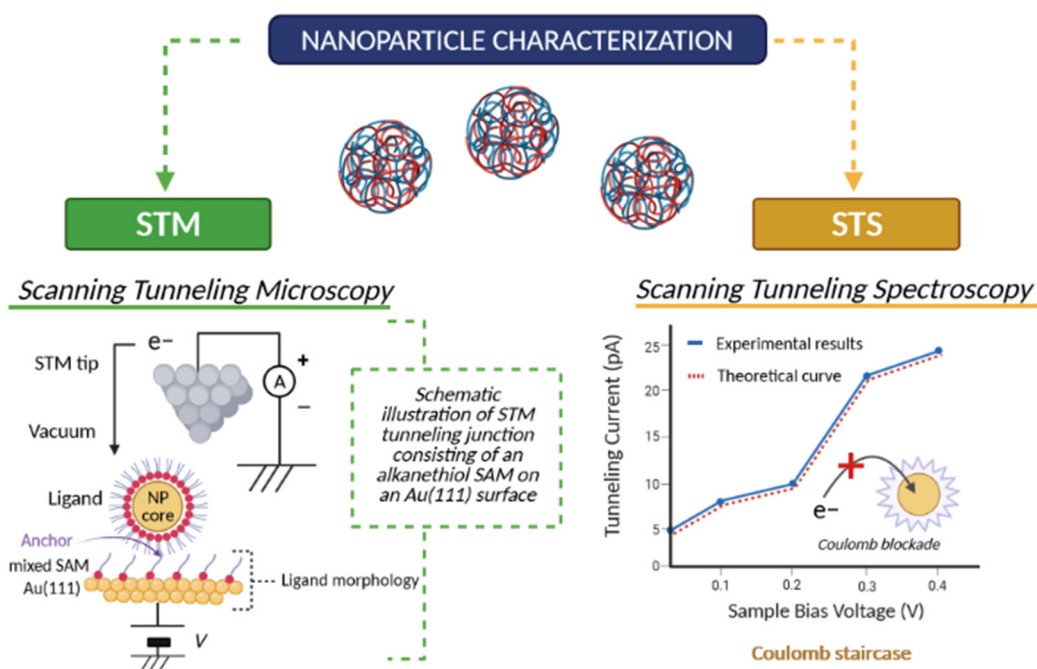 NANOPARTICLE CHARACTERIZATION
STM
STS
Scanning Tunneling Microscopy
e−
STM tip
Vacuum
Ligand
NP
core
Anchor
mixed SAM
Au(111)
A
+
−
V
Ligand morphology
Schematic
illustration of STM
tunneling junction
consisting of an
alkanethiol SAM on
an Au(111) surface
Scanning Tunneling Spectroscopy
Tunneling Current (pA)
25
20
15
10
5
0
Experimental results
Theoretical curve
e−
Coulomb blockade
0.1
0.2
0.3
0.4
Sample Bias Voltage (V)
Coulomb staircase